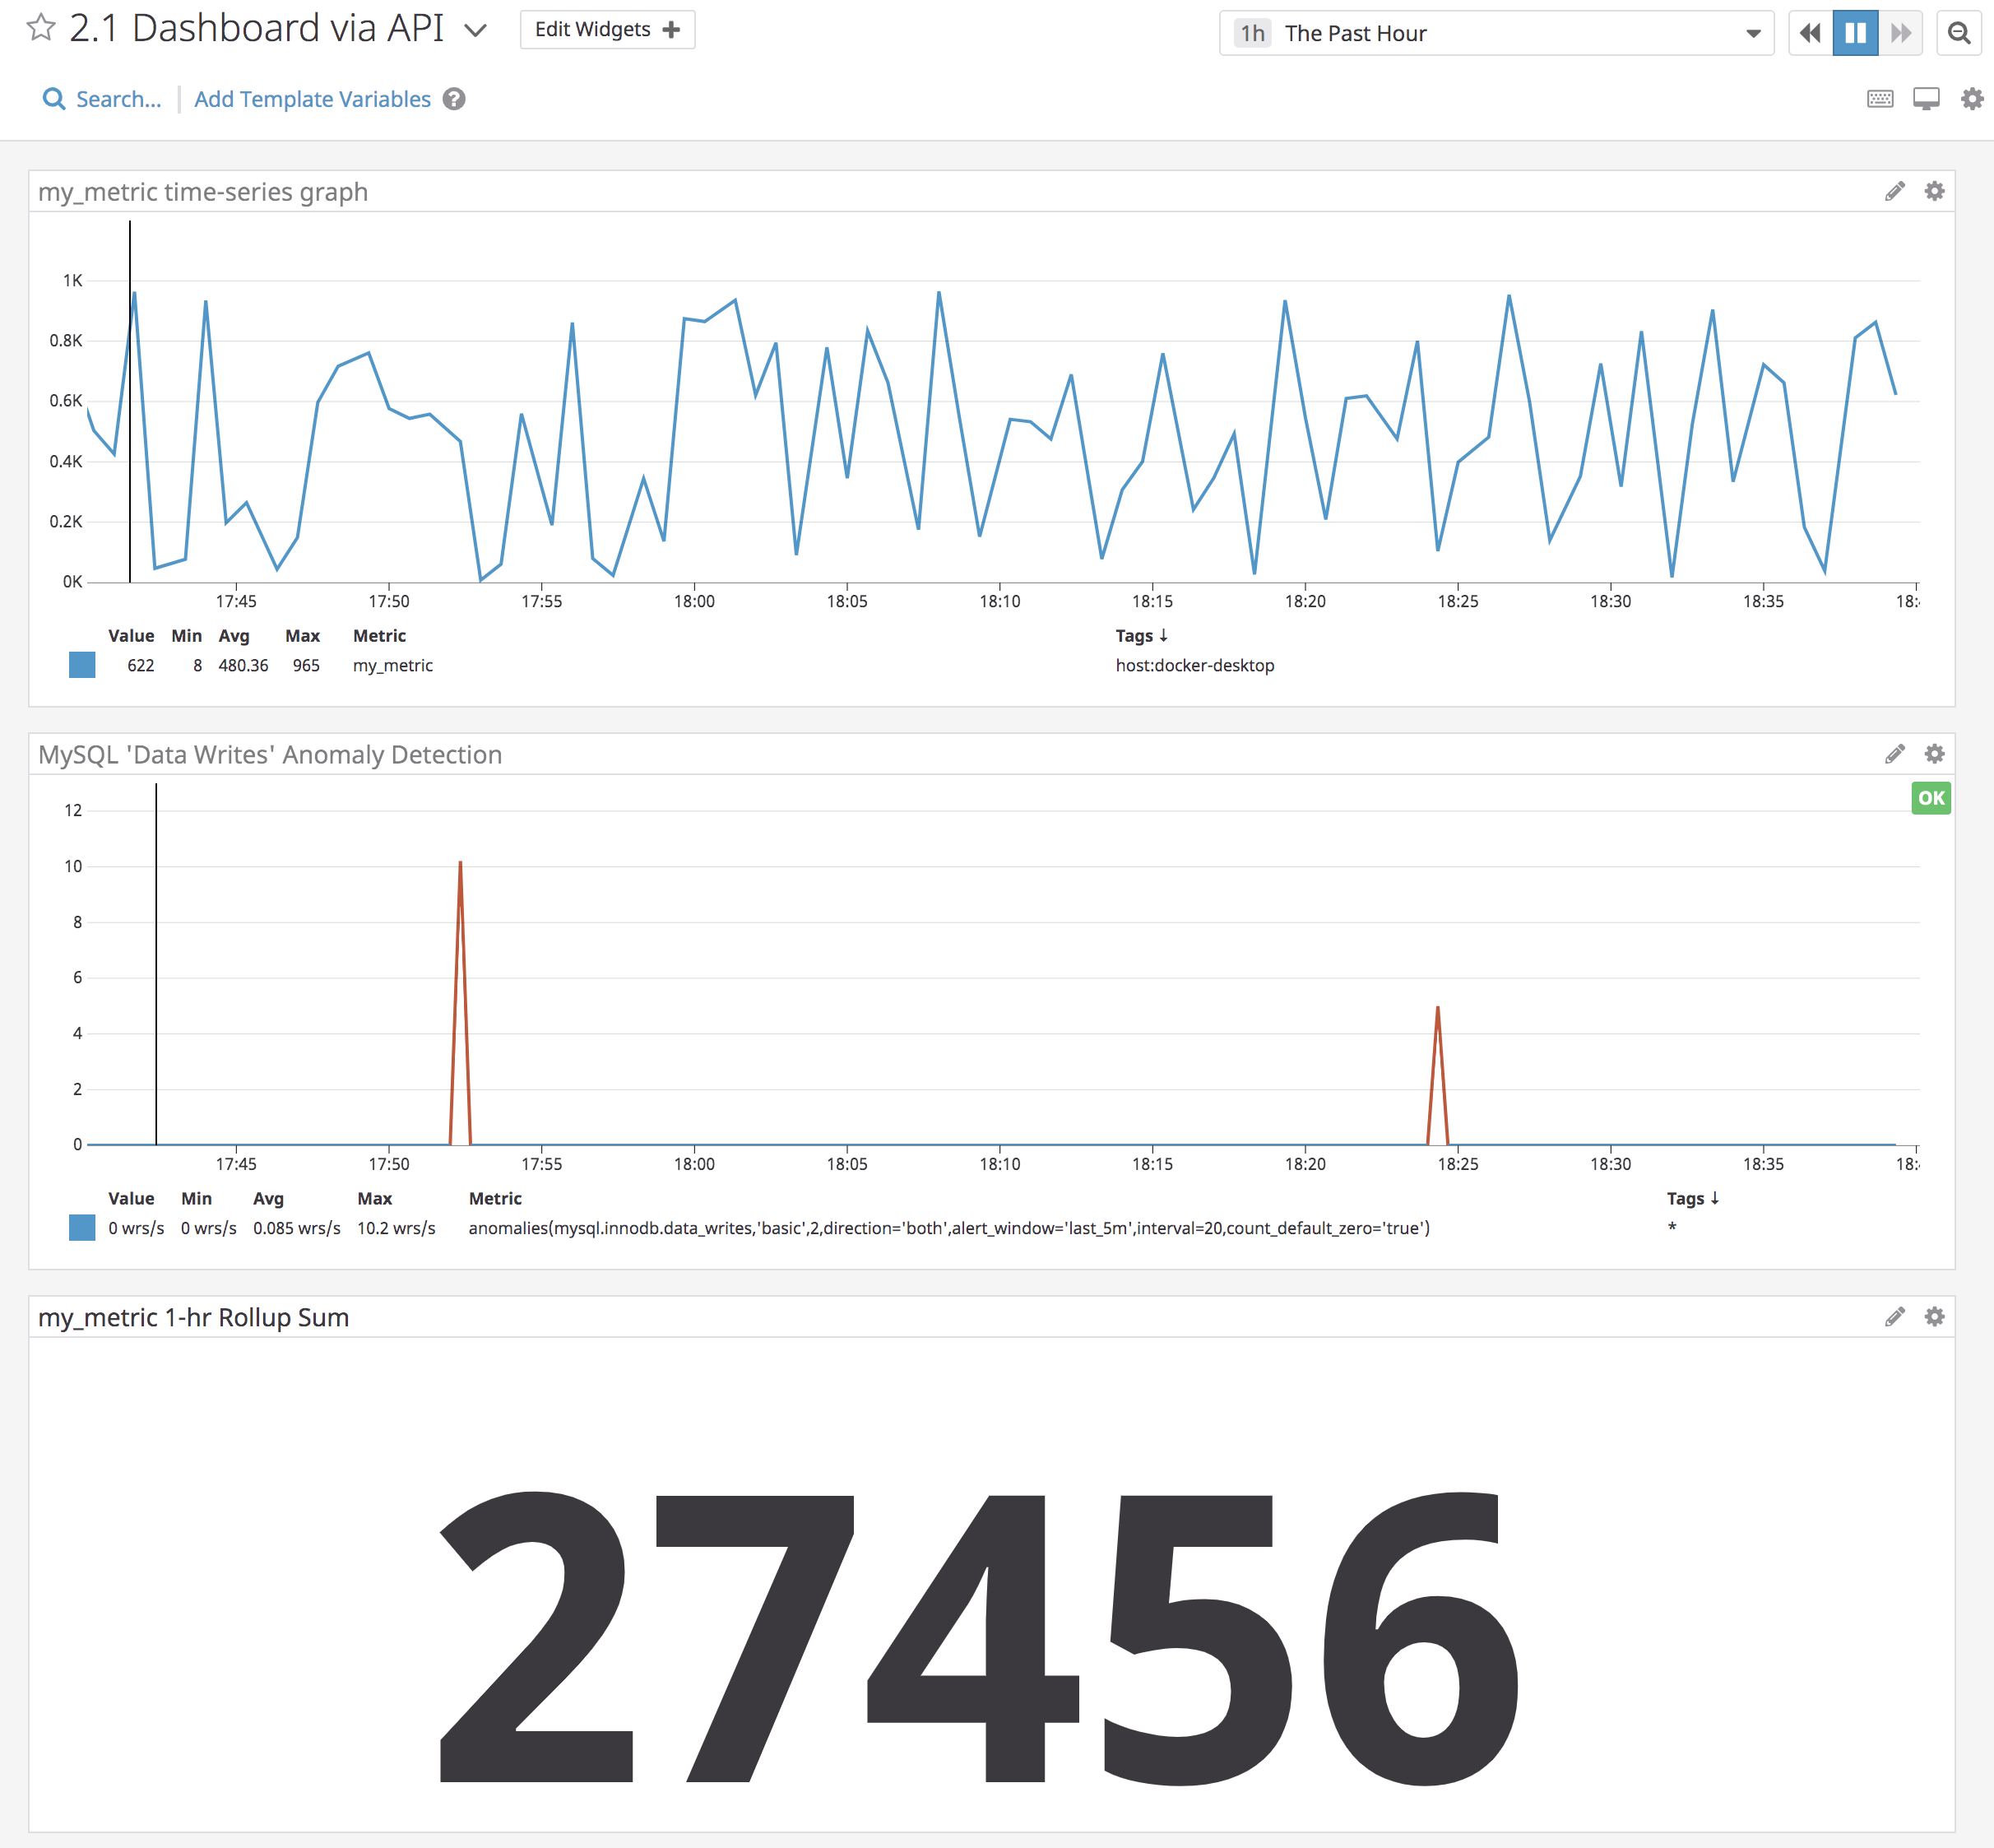 2.1 Dashboard via API
Edit Widgets
1h The Past Hour
Search...
Add Template Variables
my_metric time-series graph
1K
0.8K
0.6K
0.4K
0.2K
0K
17:45 17:50 17:55 18:00 18:05 18:10 18:15 18:20 18:25 18:30 18:35
Value Min Avg Max Metric Tags ↓
622 8 480.36 965 my_metric host:docker-desktop
MySQL 'Data Writes' Anomaly Detection
OK
12
10
8
6
4
2
0
17:45 17:50 17:55 18:00 18:05 18:10 18:15 18:20 18:25 18:30 18:35
Value Min Avg Max Metric Tags ↓
0 wrs/s 0 wrs/s 0.085 wrs/s 10.2 wrs/s anomalies(mysql.innodb.data_writes,'basic',2,direction='both',alert_window='last_5m',interval=20,count_default_zero='true') *
my_metric 1-hr Rollup Sum
27456